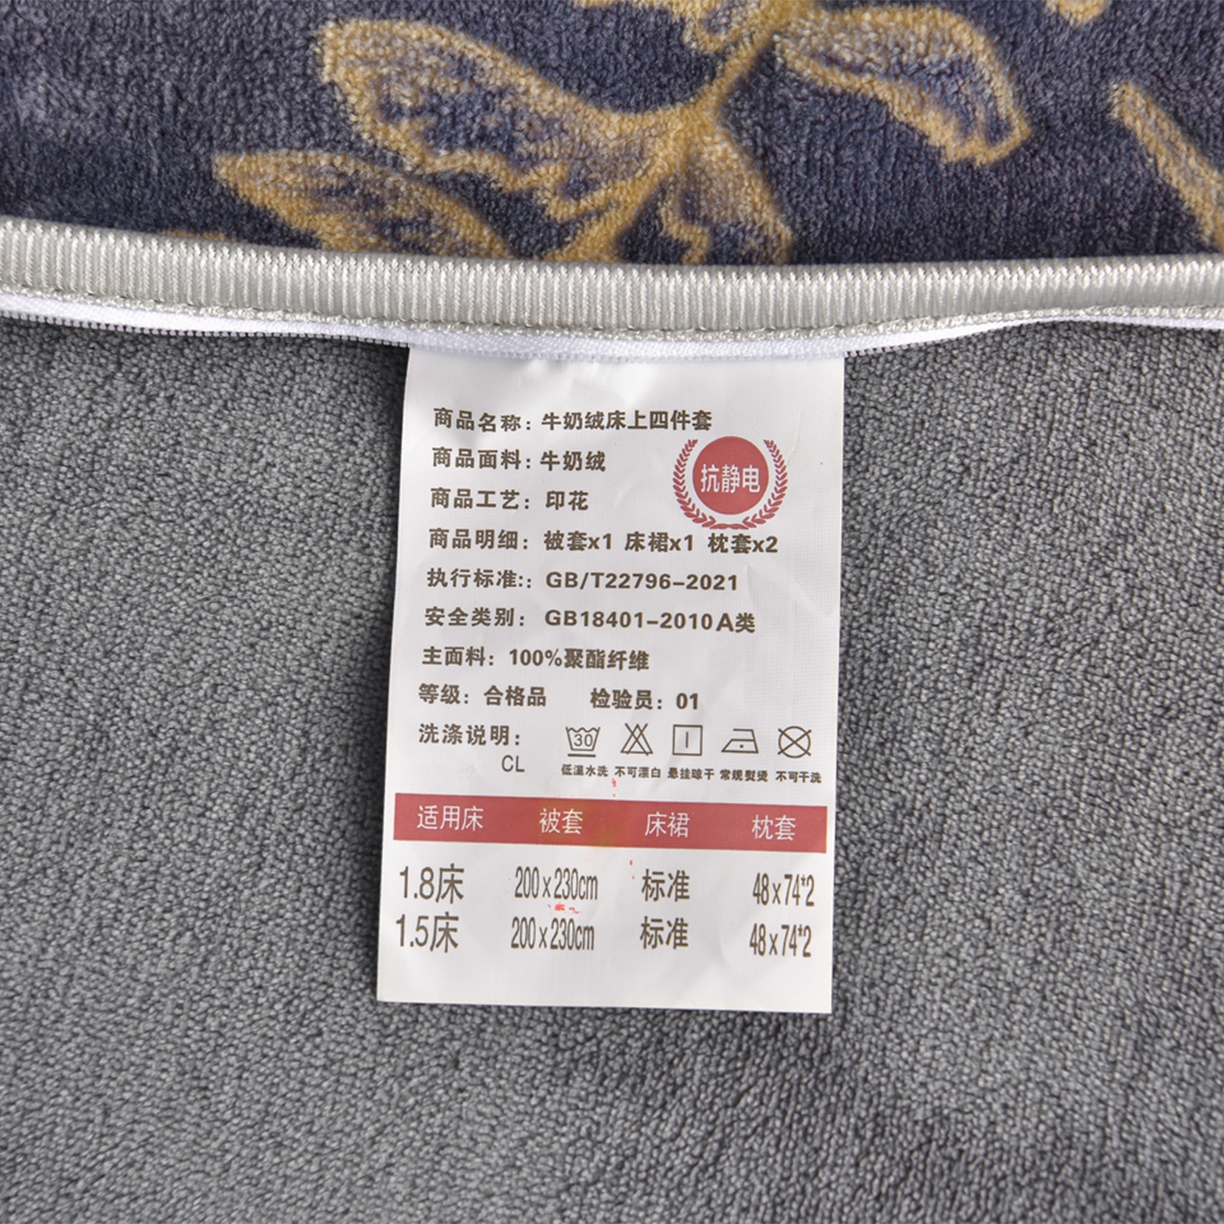 商品名称：牛奶绒床上四件套
商品面料：牛奶绒
抗静电
商品工艺：印花
商品明细：被套x1 床裙x1 枕套x2
执行标准:：GB/T22796-2021
安全类别：GB18401-2010 A类
主面料：100%聚酯纤维
等级：合格品 检验员：01
洗涤说明：
30
CL
低温水洗 不可漂白 悬挂晾干 常规熨烫 不可干洗
适用床 被套 床裙 枕套
1.8床 200x230cm 标准 48x74*2
1.5床 200x230cm 标准 48x74*2